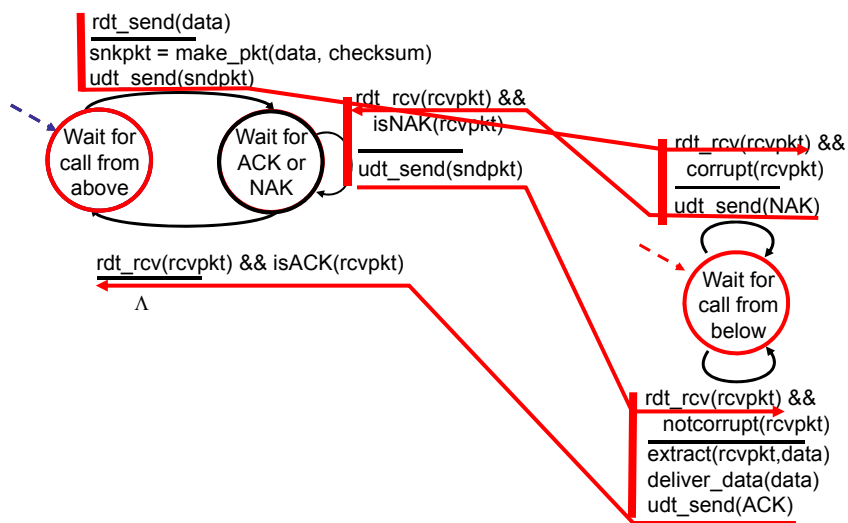 rdt_send(data)
snkpkt = make_pkt(data, checksum)
udt_send(sndpkt)
Wait for
call from
above
Wait for
ACK or
NAK
rdt_rcv(rcvpkt) &&
isNAK(rcvpkt)
udt_send(sndpkt)
rdt_rcv(rcvpkt) && isACK(rcvpkt)
Λ
rdt_rcv(rcvpkt) &&
corrupt(rcvpkt)
udt_send(NAK)
Wait for
call from
below
rdt_rcv(rcvpkt) &&
notcorrupt(rcvpkt)
extract(rcvpkt,data)
deliver_data(data)
udt_send(ACK)